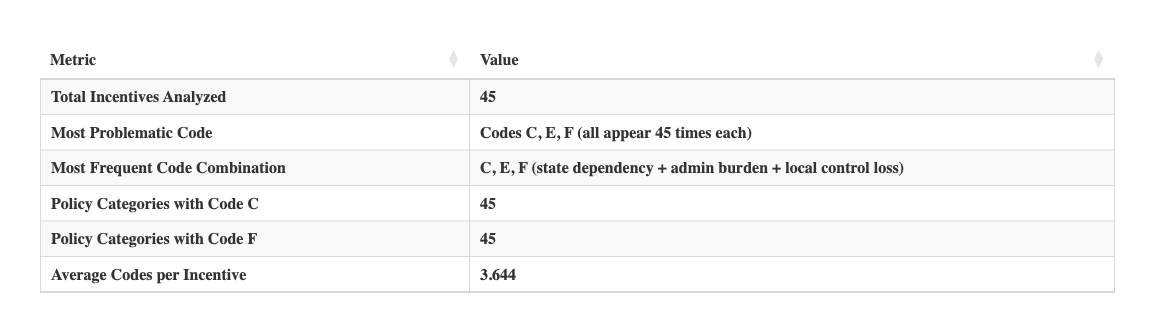 Metric Value
Total Incentives Analyzed 45
Most Problematic Code Codes C, E, F (all appear 45 times each)
Most Frequent Code Combination C, E, F (state dependency + admin burden + local control loss)
Policy Categories with Code C 45
Policy Categories with Code F 45
Average Codes per Incentive 3.644